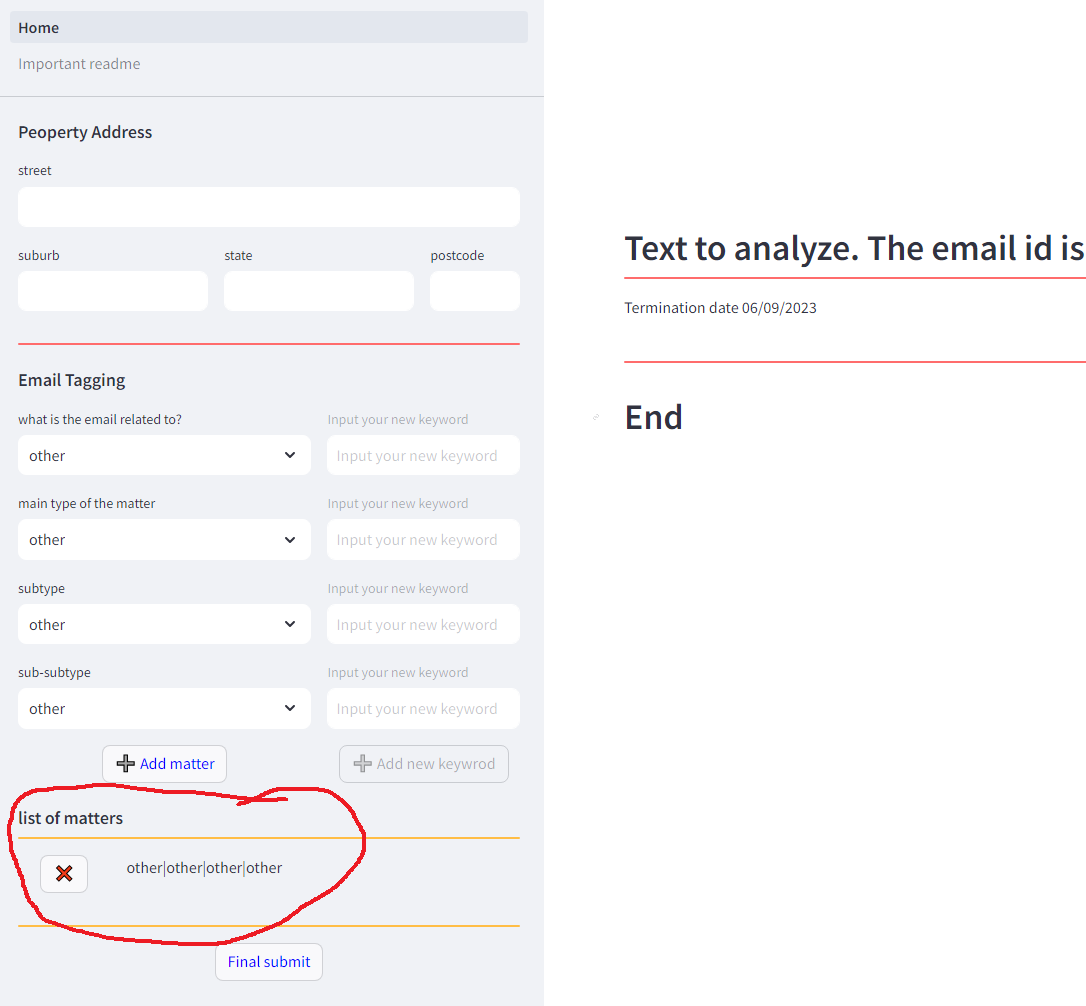 Home
Important readme
Peoperty Address
street
suburb state postcode
Email Tagging
what is the email related to? Input your new keyword
other Input your new keyword
main type of the matter Input your new keyword
other Input your new keyword
subtype Input your new keyword
other Input your new keyword
sub-subtype Input your new keyword
other Input your new keyword
Add matter Add new keywrod
list of matters
other|other|other|other
Final submit
Text to analyze. The email id is
Termination date 06/09/2023
End